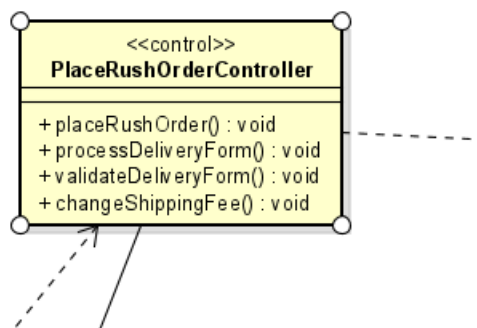 <<control>>
PlaceRushOrderController
+ placeRushOrder() : void
+ processDeliveryForm() : void
+ validateDeliveryForm() : void
+ changeShippingFee() : void